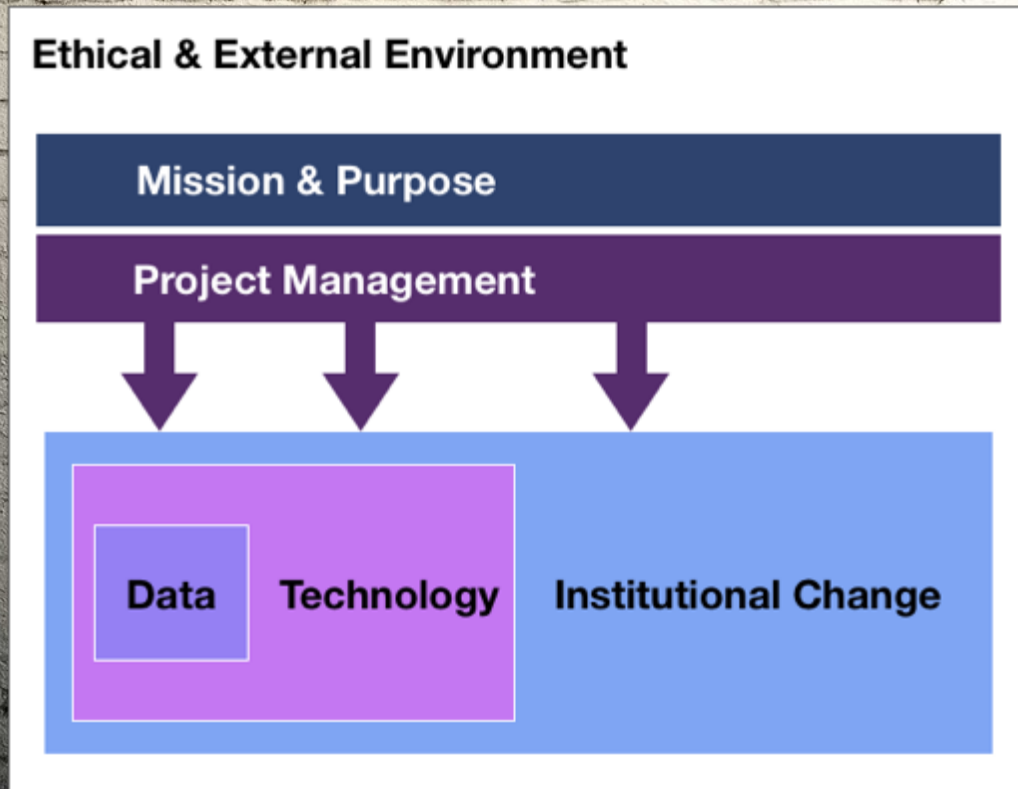 Ethical & External Environment
Mission & Purpose
Project Management
Data
Technology
Institutional Change